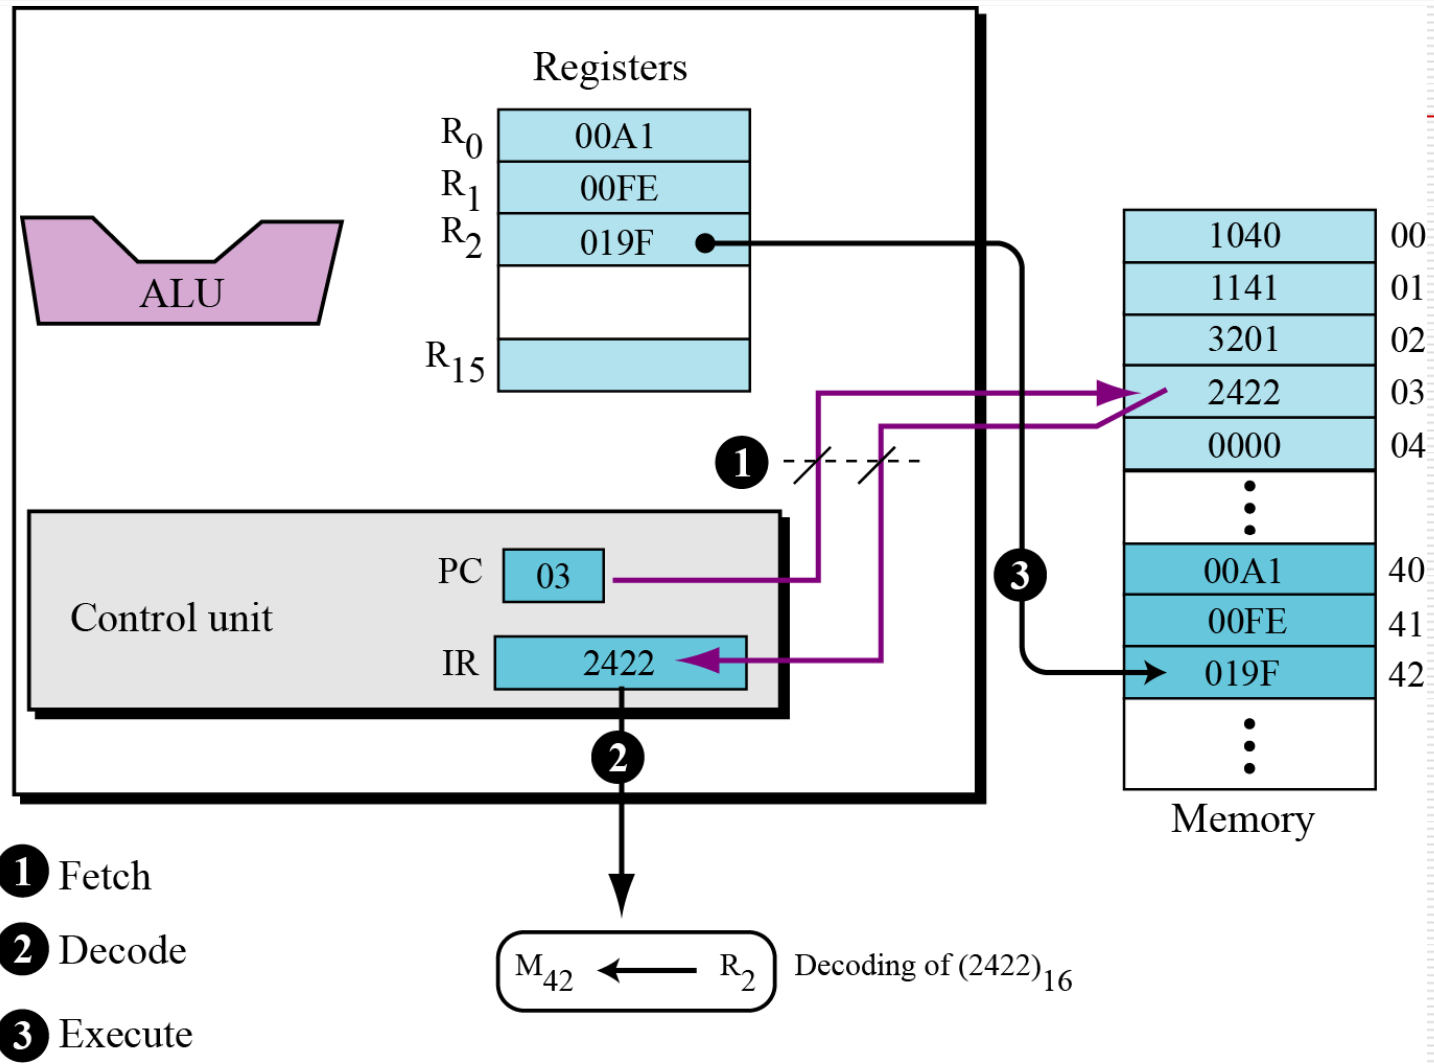 Registers
R0 00A1
R1 00FE
R2 019F
R15
ALU
1040 00
1141 01
3201 02
2422 03
0000 04
00A1 40
00FE 41
019F 42
Memory
1
3
Control unit
PC 03
IR 2422
2
1 Fetch
2 Decode
3 Execute
M42 R2 Decoding of (2422)16